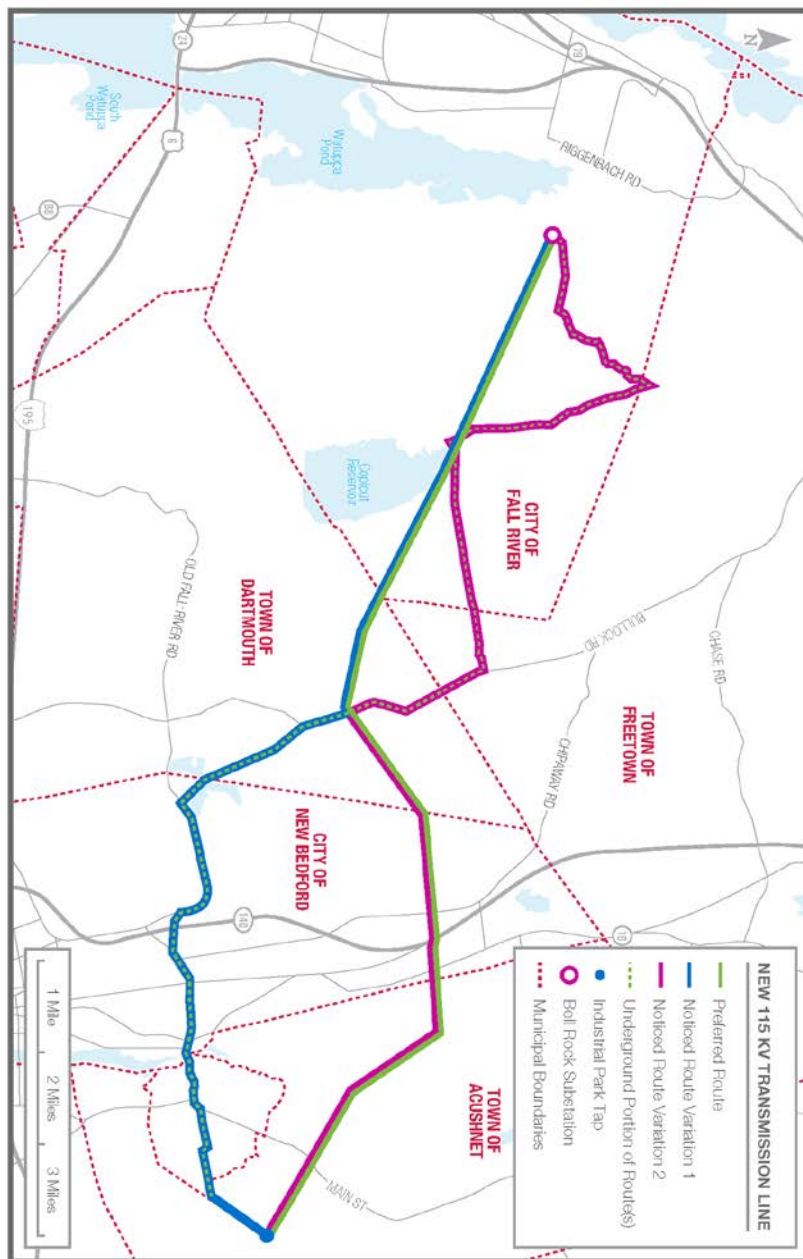 NEW 115 KV TRANSMISSION LINE
Preferred Route
Noticed Route Variation 1
Noticed Route Variation 2
Underground Portion of Route(s)
Industrial Park Tap
Bell Rock Substation
Municipal Boundaries
N
79
RIGGENBACH RD
24
South
Watuppa
Pond
Watuppa
Pond
6
88
195
CITY OF
FALL RIVER
Copicut
Reservoir
OLD FALL RIVER RD
TOWN OF
DARTMOUTH
BULLOCK RD
CHASE RD
CHIPAWAY RD
TOWN OF
FREETOWN
CITY OF
NEW BEDFORD
140
18
TOWN OF
ACUSHNET
MAIN ST
1 Mile
2 Miles
3 Miles